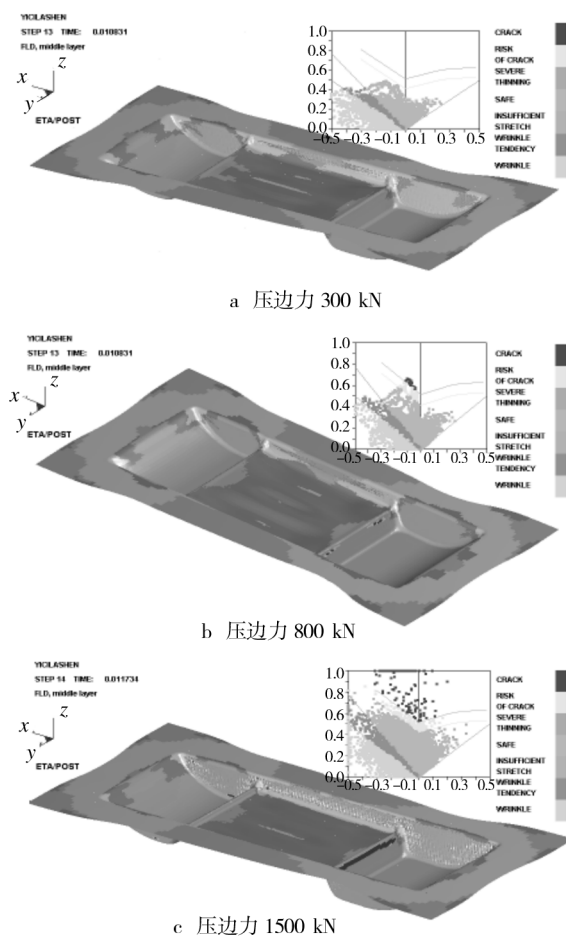 YICILASHEN
STEP 13 TIME: 0.010831
FLD, middle layer
z
x
y
ETA/POST
1.0
0.8
0.6
0.4
0.2
0.0
-0.5 -0.3 -0.1 0.1 0.3 0.5
CRACK
RISK
OF CRACK
SEVERE
THINNING
SAFE
INSUFFICIENT
STRETCH
WRINKLE
TENDENCY
WRINKLE
a 压边力 300 kN
YICILASHEN
STEP 13 TIME: 0.010831
FLD, middle layer
z
x
y
ETA/POST
1.0
0.8
0.6
0.4
0.2
0.0
-0.5 -0.3 -0.1 0.1 0.3 0.5
CRACK
RISK
OF CRACK
SEVERE
THINNING
SAFE
INSUFFICIENT
STRETCH
WRINKLE
TENDENCY
WRINKLE
b 压边力 800 kN
YICILASHEN
STEP 14 TIME: 0.011734
FLD, middle layer
z
x
y
ETA/POST
1.0
0.8
0.6
0.4
0.2
0.0
-0.5 -0.3 -0.1 0.1 0.3 0.5
CRACK
RISK
OF CRACK
SEVERE
THINNING
SAFE
INSUFFICIENT
STRETCH
WRINKLE
TENDENCY
WRINKLE
c 压边力 1500 kN